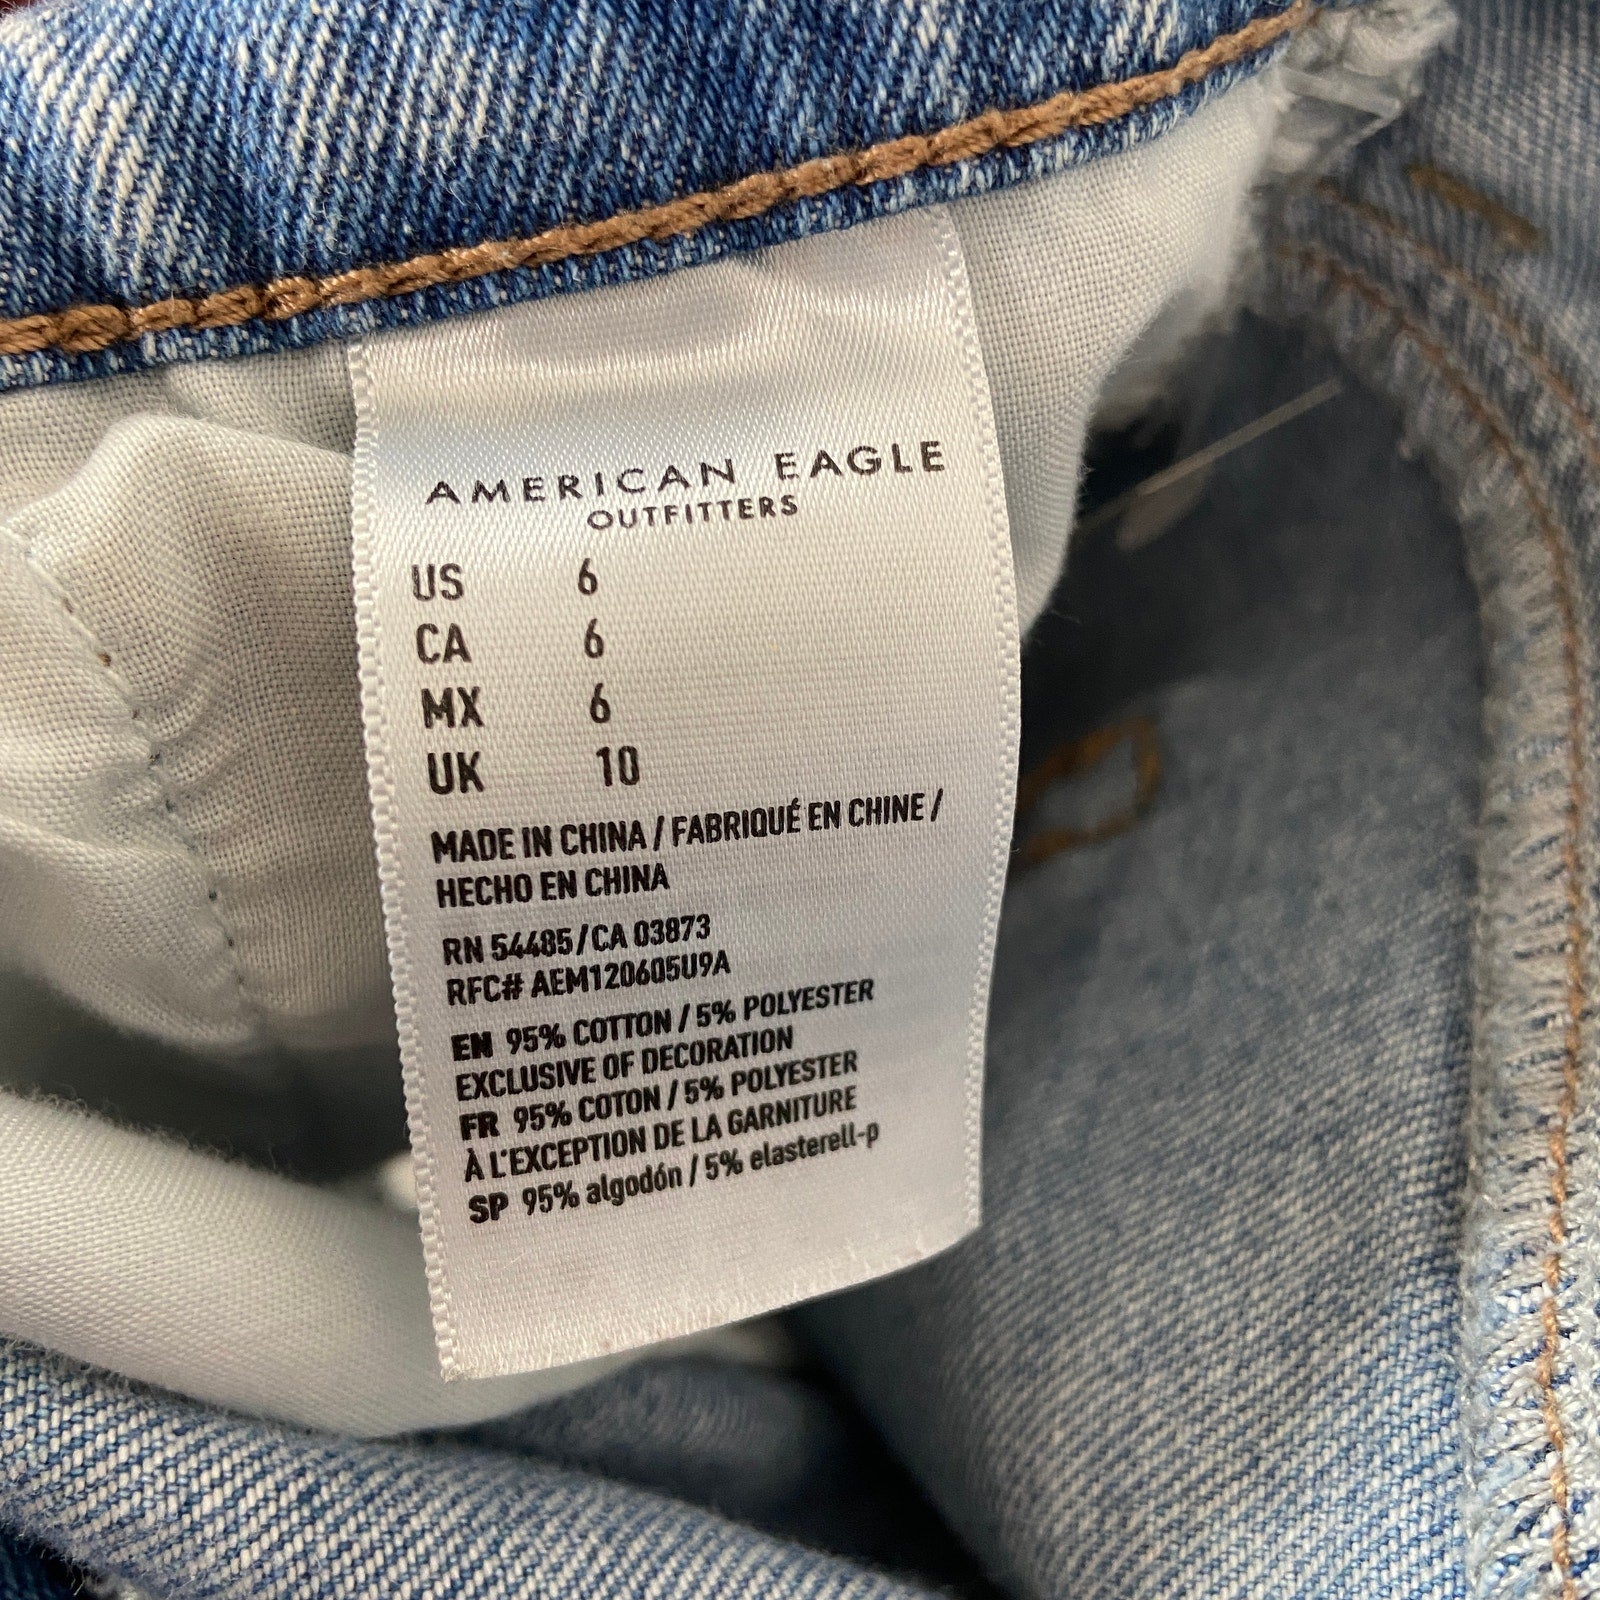 AMERICAN EAGLE
OUTFITTERS
US 6
CA 6
MX 6
UK 10
MADE IN CHINA / FABRIQUÉ EN CHINE /
HECHO EN CHINA
RN 54485/CA 03873
RFC# AEM120605U9A
EN 95% COTTON / 5% POLYESTER
EXCLUSIVE OF DECORATION
FR 95% COTON / 5% POLYESTER
À L'EXCEPTION DE LA GARNITURE
SP 95% algodón / 5% elasterell-p